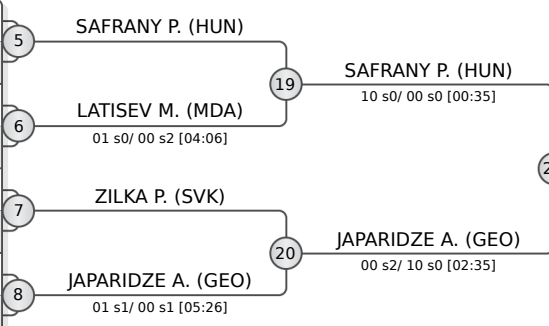 5
SAFRANY P. (HUN)
19
SAFRANY P. (HUN)
10 s0/ 00 s0 [00:35]
6
LATISEV M. (MDA)
01 s0/ 00 s2 [04:06]
7
ZILKA P. (SVK)
20
JAPARIDZE A. (GEO)
00 s2/ 10 s0 [02:35]
8
JAPARIDZE A. (GEO)
01 s1/ 00 s1 [05:26]